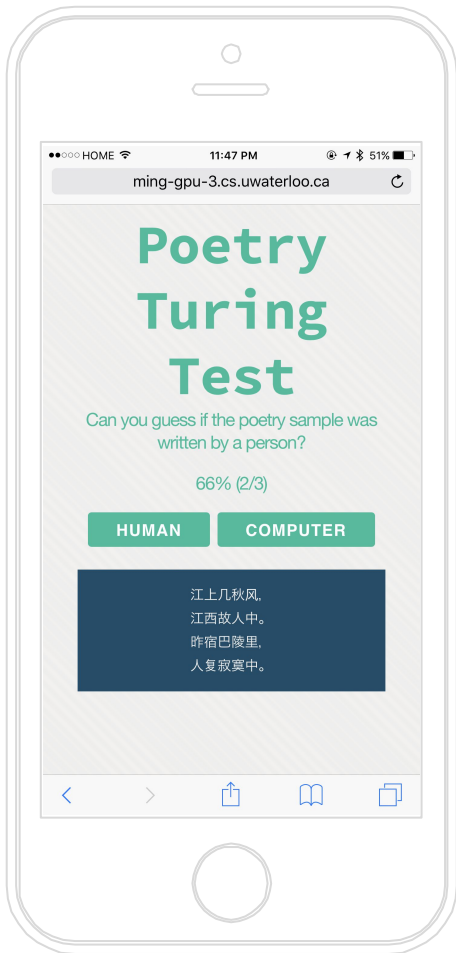 HOME
11:47 PM
51%
ming-gpu-3.cs.uwaterloo.ca
Poetry
Turing
Test
Can you guess if the poetry sample was
written by a person?
66% (2/3)
HUMAN COMPUTER
江上几秋风,
江西故人中。
昨宿巴陵里,
人复寂寞中。